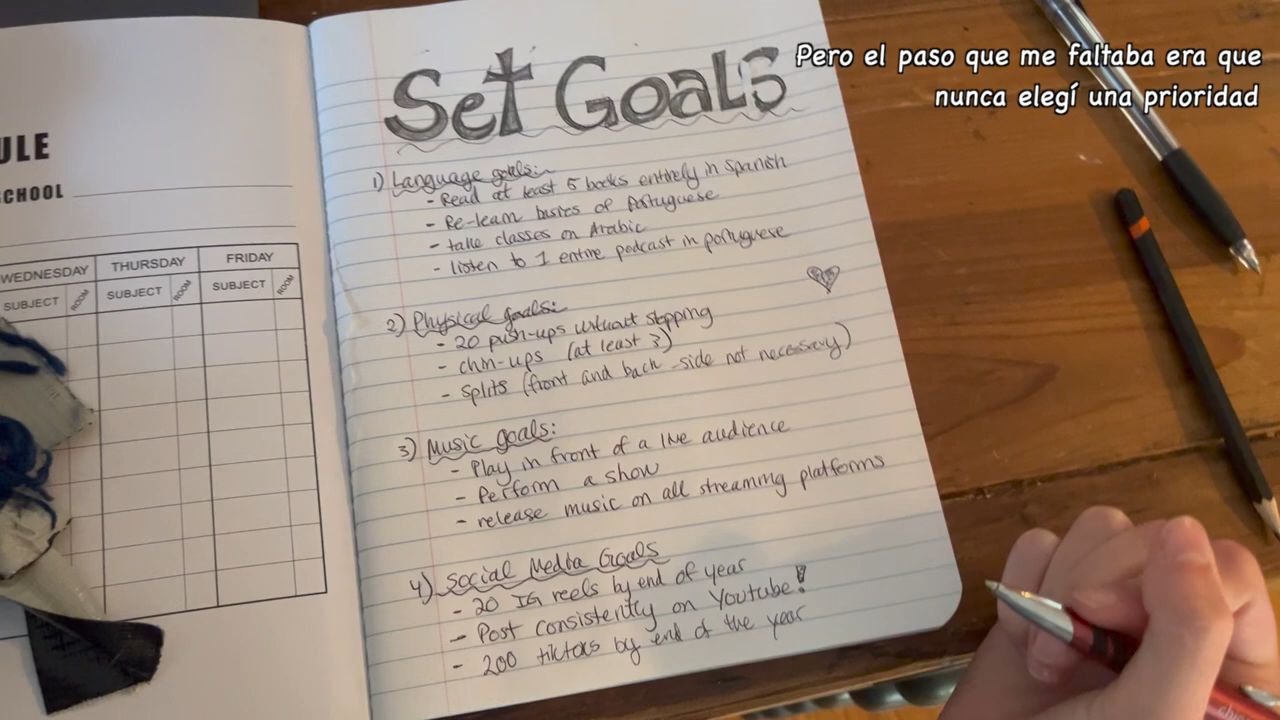 Pero el paso que me faltaba era que
nunca elegí una prioridad
ULE
SCHOOL
WEDNESDAY THURSDAY FRIDAY
SUBJECT ROOM SUBJECT ROOM SUBJECT ROOM
Set Goals
1) Language goals:
- Read at least 5 books entirely in Spanish
- Re-learn basics of Portuguese
- take classes on Arabic
- listen to 1 entire podcast in portuguese
2) Physical goals:
- 20 push-ups without stopping
- chin-ups (at least 3)
- splits (front and back - side not necessary)
3) Music goals:
- Play in front of a live audience
- Perform a show
- release music on all streaming platforms
4) Social Media Goals
- 20 IG reels by end of year
- Post consistently on Youtube!
- 200 tiktoks by end of the year